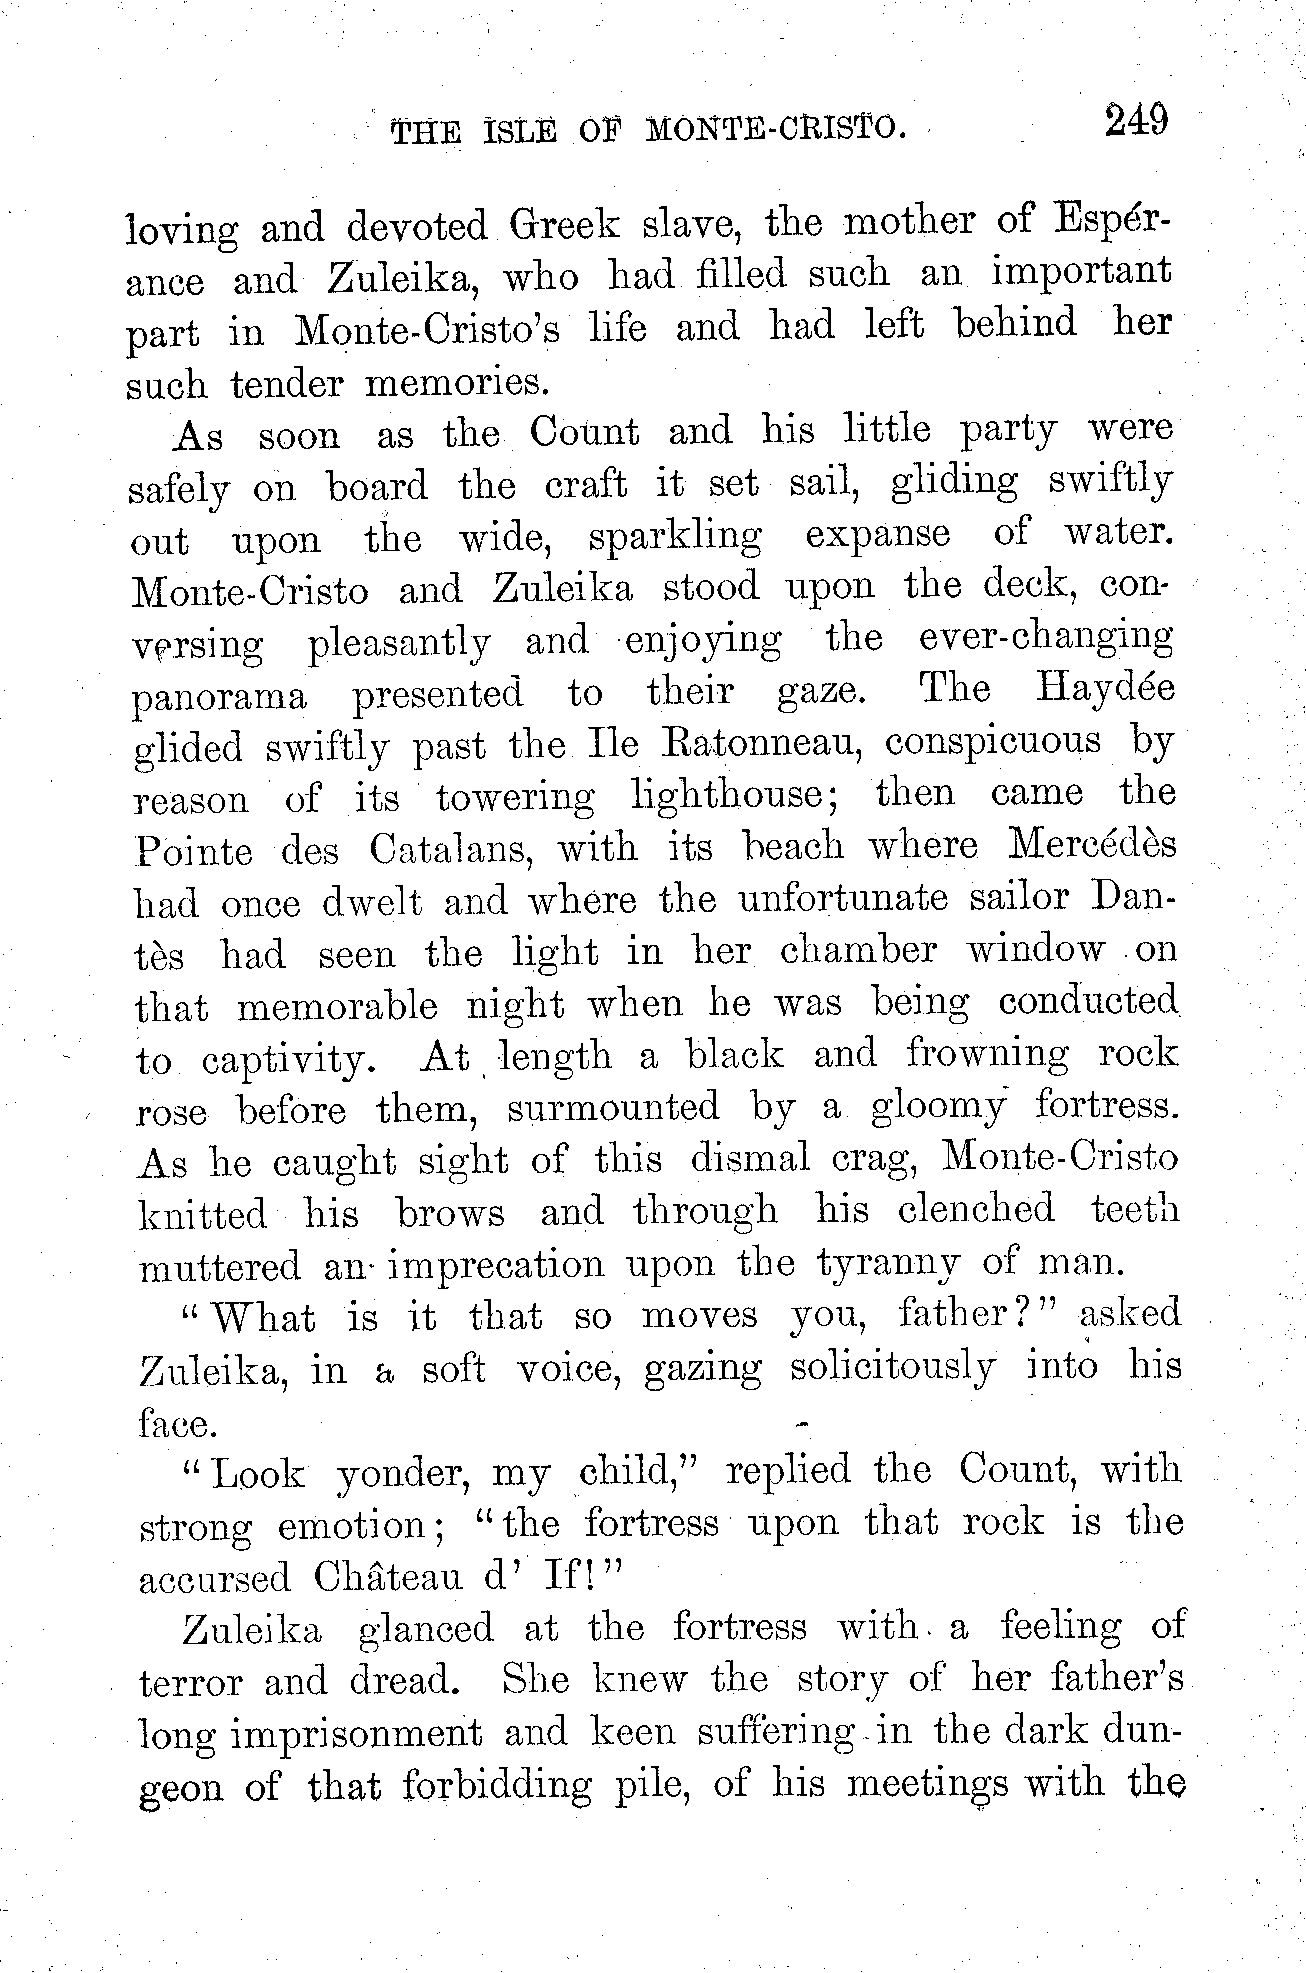 THE ISLE OF MONTE-CRISTO. 249
loving and devoted Greek slave, the mother of Espér-
ance and Zuleika, who had filled such an important
part in Monte-Cristo's life and had left behind her
such tender memories.
As soon as the Count and his little party were
safely on board the craft it set sail, gliding swiftly
out upon the wide, sparkling expanse of water.
Monte-Cristo and Zuleika stood upon the deck, con-
versing pleasantly and enjoying the ever-changing
panorama presented to their gaze. The Haydée
glided swiftly past the Ile Ratonneau, conspicuous by
reason of its towering lighthouse; then came the
Pointe des Catalans, with its beach where Mercédès
had once dwelt and where the unfortunate sailor Dan-
tès had seen the light in her chamber window on
that memorable night when he was being conducted
to captivity. At length a black and frowning rock
rose before them, surmounted by a gloomy fortress.
As he caught sight of this dismal crag, Monte-Cristo
knitted his brows and through his clenched teeth
muttered an imprecation upon the tyranny of man.
"What is it that so moves you, father?" asked
Zuleika, in a soft voice, gazing solicitously into his
face.
"Look yonder, my child," replied the Count, with
strong emotion; "the fortress upon that rock is the
accursed Château d' If!"
Zuleika glanced at the fortress with a feeling of
terror and dread. She knew the story of her father's
long imprisonment and keen suffering in the dark dun-
geon of that forbidding pile, of his meetings with the